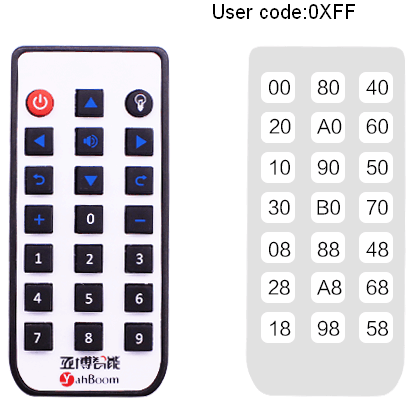 User code:0XFF
00 80 40
20 A0 60
10 90 50
30 B0 70
08 88 48
28 A8 68
18 98 58
+ 0 −
1 2 3
4 5 6
7 8 9
亚博智能
YahBoom